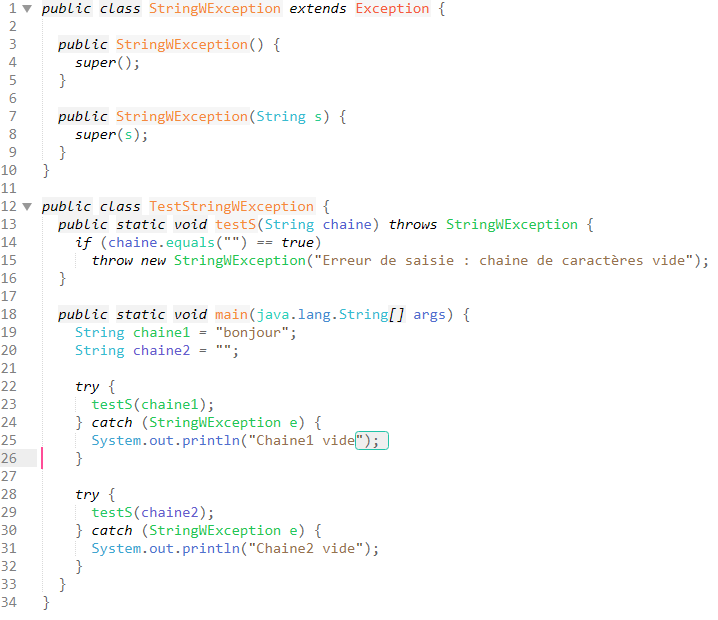 1 public class StringWException extends Exception {
2
3 public StringWException() {
4 super();
5 }
6
7 public StringWException(String s) {
8 super(s);
9 }
10 }
11
12 public class TestStringWException {
13 public static void testS(String chaine) throws StringWException {
14 if (chaine.equals("") == true)
15 throw new StringWException("Erreur de saisie : chaine de caractères vide");
16 }
17
18 public static void main(java.lang.String[] args) {
19 String chaine1 = "bonjour";
20 String chaine2 = "";
21
22 try {
23 testS(chaine1);
24 } catch (StringWException e) {
25 System.out.println("Chaine1 vide");
26 }
27
28 try {
29 testS(chaine2);
30 } catch (StringWException e) {
31 System.out.println("Chaine2 vide");
32 }
33 }
34 }